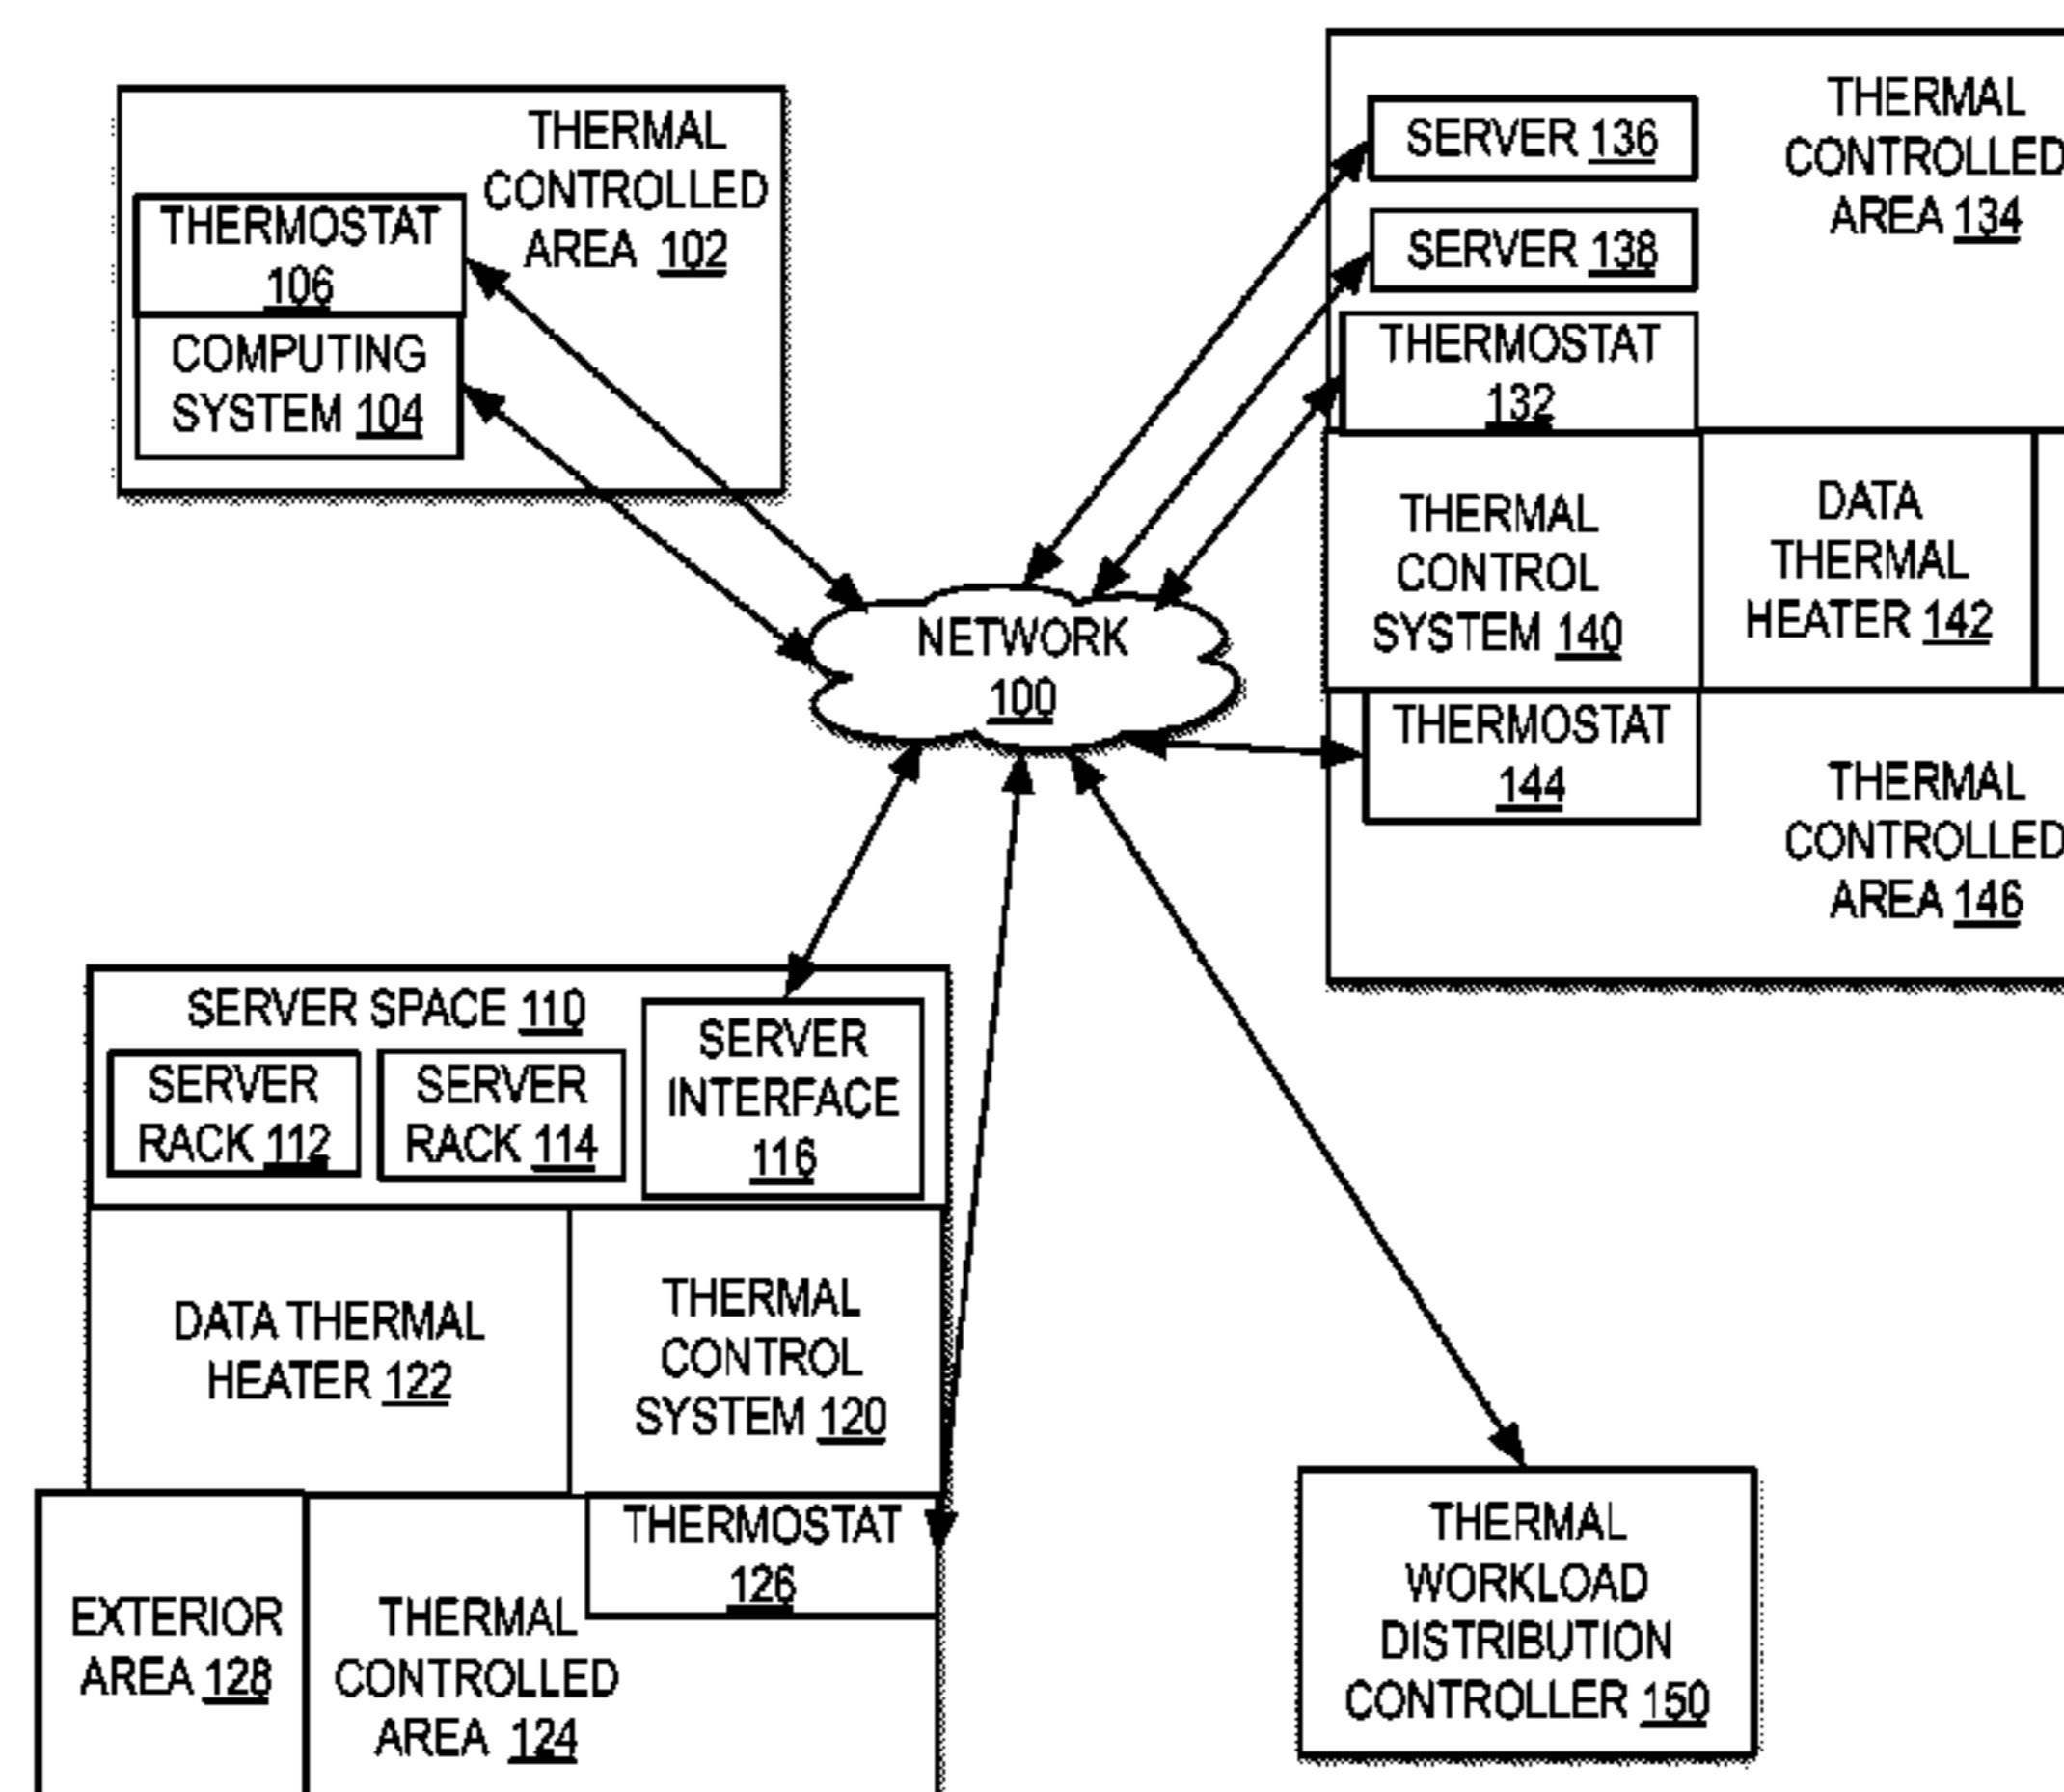 THERMAL
CONTROLLED
AREA 102
THERMOSTAT
106
COMPUTING
SYSTEM 104
THERMAL
CONTROLLED
AREA 134
SERVER 136
SERVER 138
THERMOSTAT
132
THERMAL
CONTROL
SYSTEM 140
DATA
THERMAL
HEATER 142
THERMOSTAT
144
THERMAL
CONTROLLED
AREA 146
NETWORK
100
SERVER SPACE 110
SERVER
RACK 112
SERVER
RACK 114
SERVER
INTERFACE
116
DATA THERMAL
HEATER 122
THERMAL
CONTROL
SYSTEM 120
THERMOSTAT
126
EXTERIOR
AREA 128
THERMAL
CONTROLLED
AREA 124
THERMAL
WORKLOAD
DISTRIBUTION
CONTROLLER 150